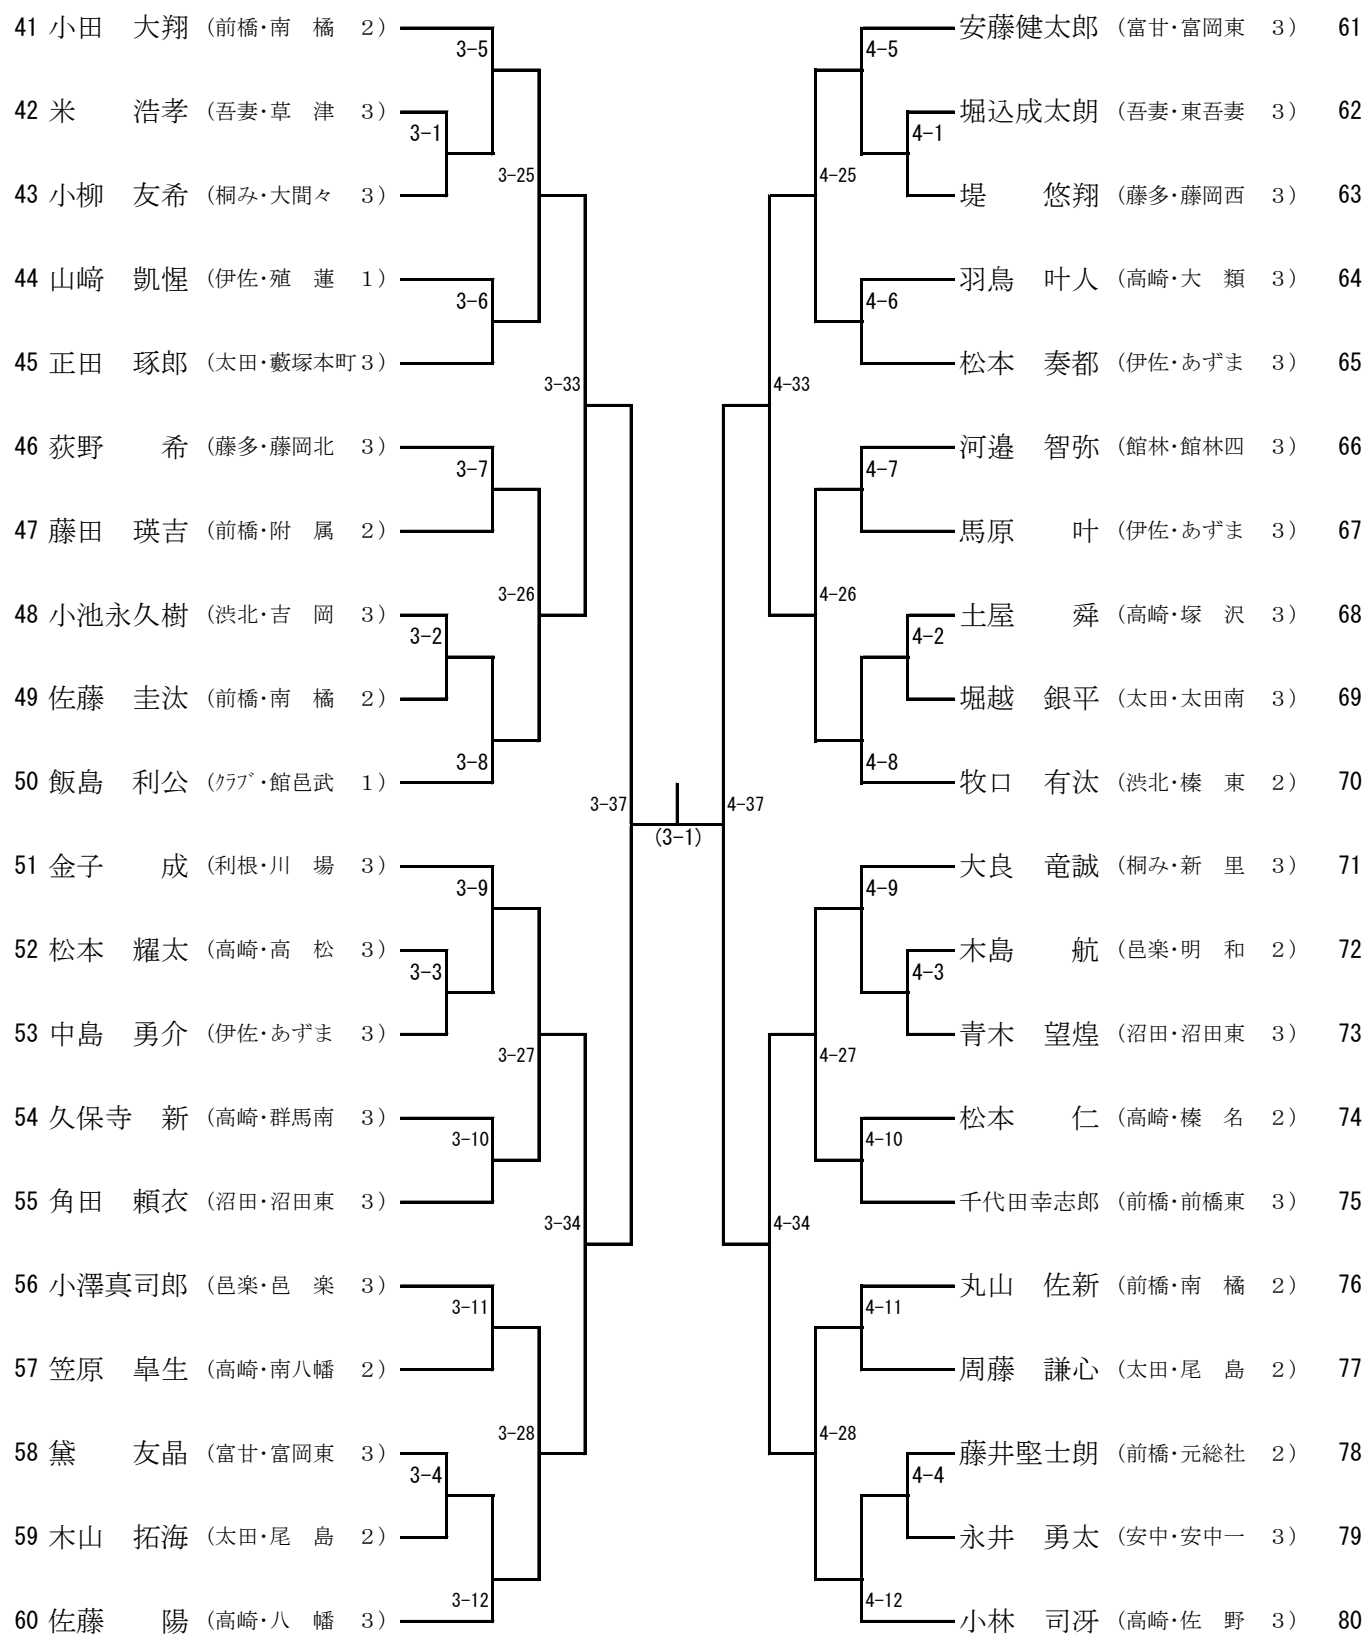 41 小田　大翔 (前橋・南　橘　2)
3-5
42 米　　浩孝 (吾妻・草　津　3)
3-1
43 小柳　友希 (桐み・大間々　3)
3-25
44 山﨑　凱惺 (伊佐・殖　蓮　1)
3-6
45 正田　琢郎 (太田・藪塚本町3)
3-33
46 荻野　　希 (藤多・藤岡北　3)
3-7
47 藤田　瑛吉 (前橋・附　属　2)
3-26
48 小池永久樹 (渋北・吉　岡　3)
3-2
49 佐藤　圭汰 (前橋・南　橘　2)
3-8
50 飯島　利公 (ｸﾗﾌﾞ・館邑武　1)
3-37
51 金子　　成 (利根・川　場　3)
3-9
52 松本　耀太 (高崎・高　松　3)
3-3
53 中島　勇介 (伊佐・あずま　3)
3-27
54 久保寺　新 (高崎・群馬南　3)
3-10
55 角田　頼衣 (沼田・沼田東　3)
3-34
56 小澤真司郎 (邑楽・邑　楽　3)
3-11
57 笠原　皐生 (高崎・南八幡　2)
3-28
58 黛　　友晶 (富甘・富岡東　3)
3-4
59 木山　拓海 (太田・尾　島　2)
3-12
60 佐藤　　陽 (高崎・八　幡　3)
(3-1)
安藤健太郎 (富甘・富岡東　3) 61
4-5
堀込成太朗 (吾妻・東吾妻　3) 62
4-1
堤　　悠翔 (藤多・藤岡西　3) 63
4-25
羽鳥　叶人 (高崎・大　類　3) 64
4-6
松本　奏都 (伊佐・あずま　3) 65
4-33
河邉　智弥 (館林・館林四　3) 66
4-7
馬原　　叶 (伊佐・あずま　3) 67
4-26
土屋　　舜 (高崎・塚　沢　3) 68
4-2
堀越　銀平 (太田・太田南　3) 69
4-8
牧口　有汰 (渋北・榛　東　2) 70
4-37
大良　竜誠 (桐み・新　里　3) 71
4-9
木島　　航 (邑楽・明　和　2) 72
4-3
青木　望煌 (沼田・沼田東　3) 73
4-27
松本　　仁 (高崎・榛　名　2) 74
4-10
千代田幸志郎 (前橋・前橋東　3) 75
4-34
丸山　佐新 (前橋・南　橘　2) 76
4-11
周藤　謙心 (太田・尾　島　2) 77
4-28
藤井堅士朗 (前橋・元総社　2) 78
4-4
永井　勇太 (安中・安中一　3) 79
4-12
小林　司冴 (高崎・佐　野　3) 80